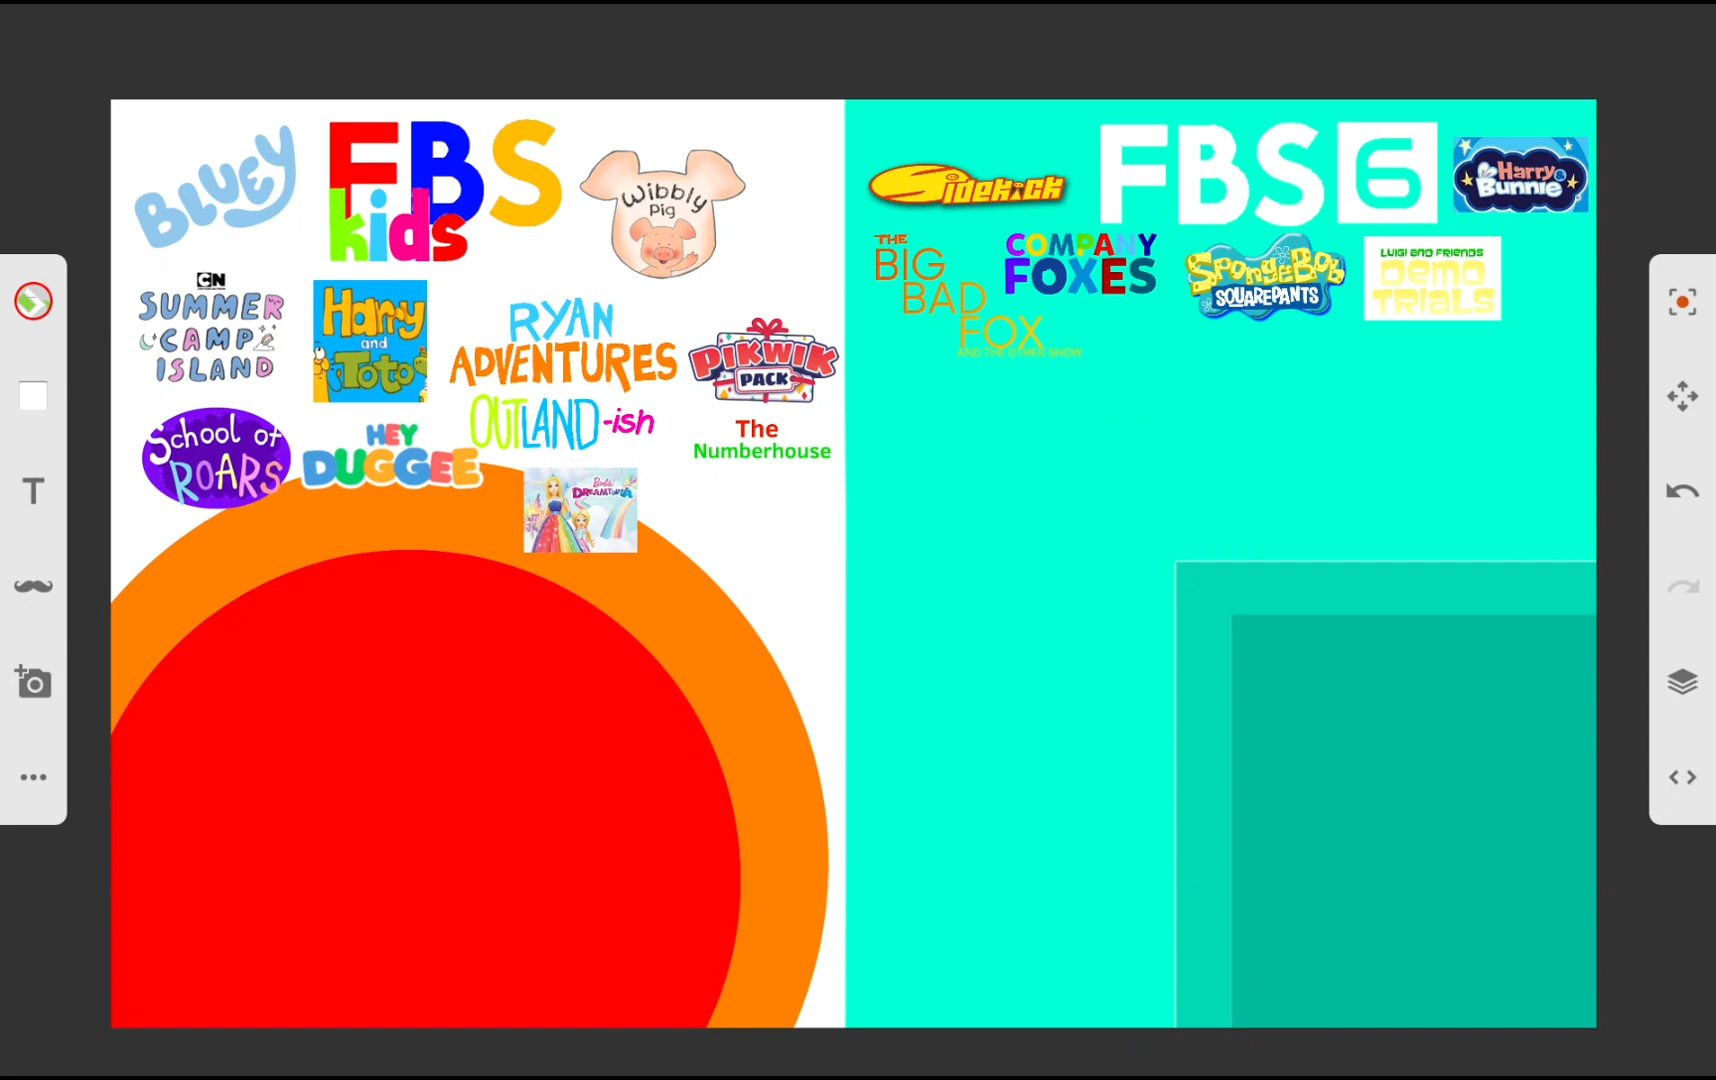 BLUEY
FBS
kids
Wibbly
Pig
CN
SUMMER
CAMP
ISLAND
Harry
and
Toto
RYAN
ADVENTURES
OUTLAND-ish
PIKWIK
PACK
School of
ROARS
HEY
DUGGEE
The
Numberhouse
Barbie
DREAMTOPIA
Sidekick
FBS 6
Harry &
Bunnie
THE
BIG
BAD
FOX
AND THE OTHER SHOW
COMPANY
FOXES
SPONGEBOB
SQUAREPANTS
LUIGI AND FRIENDS
DEMO
TRIALS
T